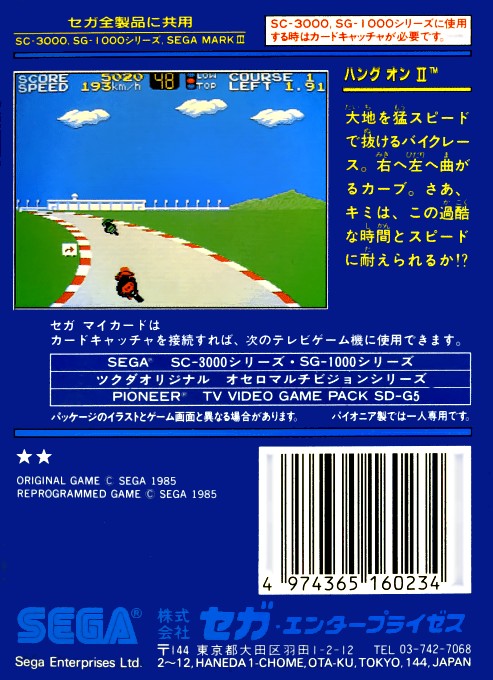 セガ全製品に共用
SC-3000, SG-1000シリーズ, SEGA MARK III
SC-3000, SG-1000シリーズに使用
する時はカードキャッチャが必要です。
SCORE 5020 48 LOW COURSE 1
SPEED 193km/h TOP LEFT 1.91
ハング オン II™
大地を猛スピード
で抜けるバイクレー
ス。右へ左へ曲が
るカーブ。さあ、
キミは、この過酷
な時間とスピード
に耐えられるか!?
セガ マイカードは
カードキャッチャを接続すれば、次のテレビゲーム機に使用できます。
SEGA® SC-3000シリーズ・SG-1000シリーズ
ツクダオリジナル オセロマルチビジョンシリーズ
PIONEER® TV VIDEO GAME PACK SD-G5
パッケージのイラストとゲーム画面と異なる場合があります。 パイオニア製では一人専用です。
★★
ORIGINAL GAME © SEGA 1985
REPROGRAMMED GAME © SEGA 1985
4 974365 160234
SEGA® 株式会社 セガ・エンタープライゼス
Sega Enterprises Ltd. 〒144 東京都大田区羽田1-2-12 TEL 03-742-7068
2~12, HANEDA 1-CHOME, OTA-KU, TOKYO, 144, JAPAN